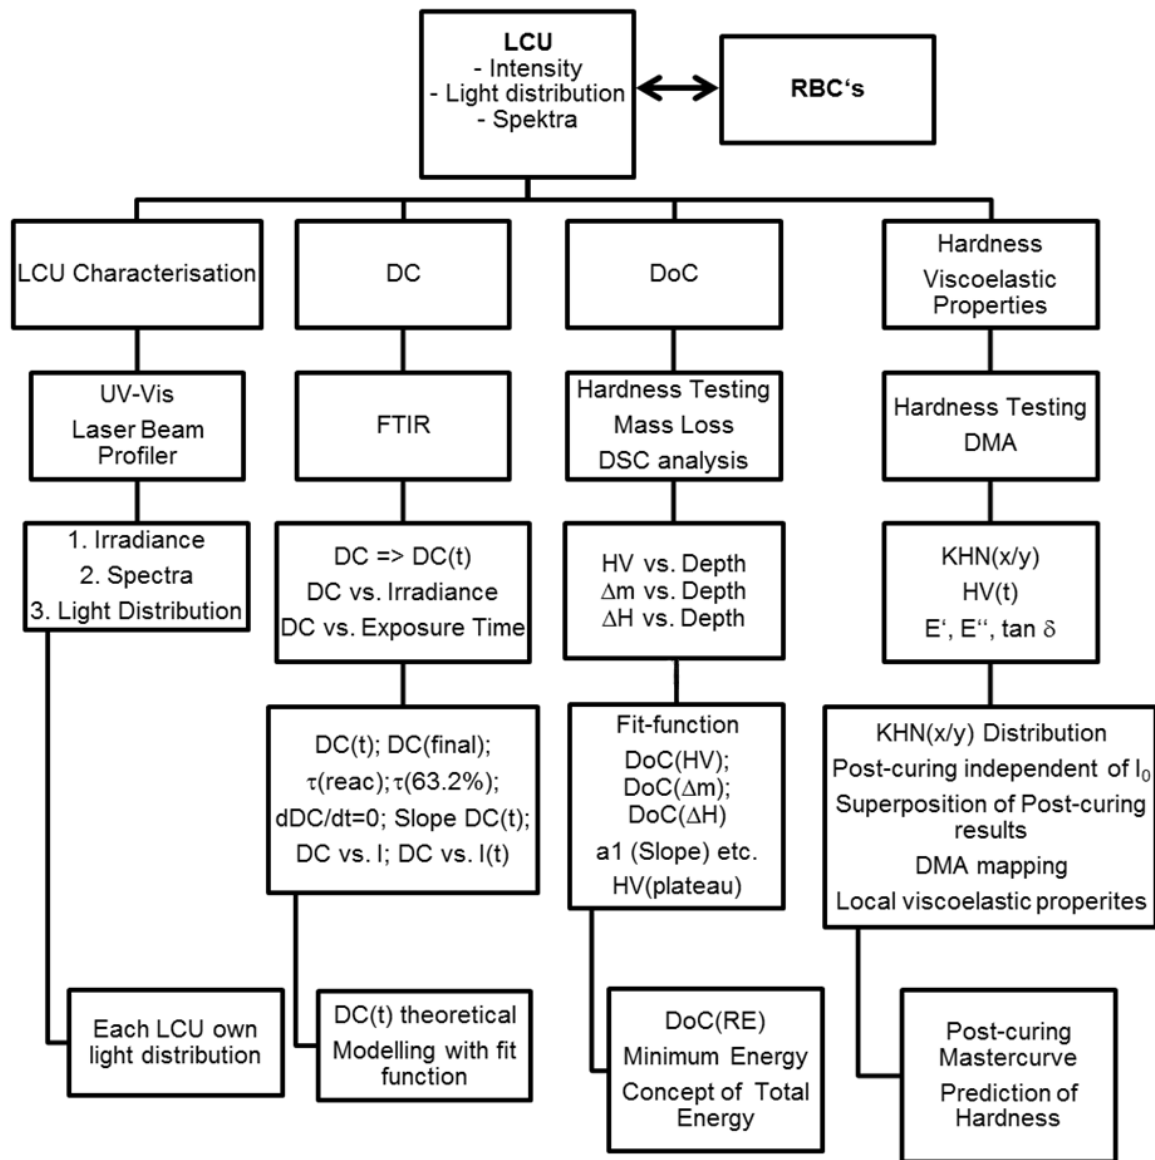 LCU
- Intensity
- Light distribution
- Spektra
RBC‘s
LCU Characterisation
DC
DoC
Hardness
Viscoelastic
Properties
UV-Vis
Laser Beam
Profiler
FTIR
Hardness Testing
Mass Loss
DSC analysis
Hardness Testing
DMA
1. Irradiance
2. Spectra
3. Light Distribution
DC => DC(t)
DC vs. Irradiance
DC vs. Exposure Time
HV vs. Depth
Δm vs. Depth
ΔH vs. Depth
KHN(x/y)
HV(t)
E‘, E‘‘, tan δ
DC(t); DC(final);
τ(reac); τ(63.2%);
dDC/dt=0; Slope DC(t);
DC vs. I; DC vs. I(t)
Fit-function
DoC(HV);
DoC(Δm);
DoC(ΔH)
a1 (Slope) etc.
HV(plateau)
KHN(x/y) Distribution
Post-curing independent of I₀
Superposition of Post-curing
results
DMA mapping
Local viscoelastic properites
Each LCU own
light distribution
DC(t) theoretical
Modelling with fit
function
DoC(RE)
Minimum Energy
Concept of Total
Energy
Post-curing
Mastercurve
Prediction of
Hardness